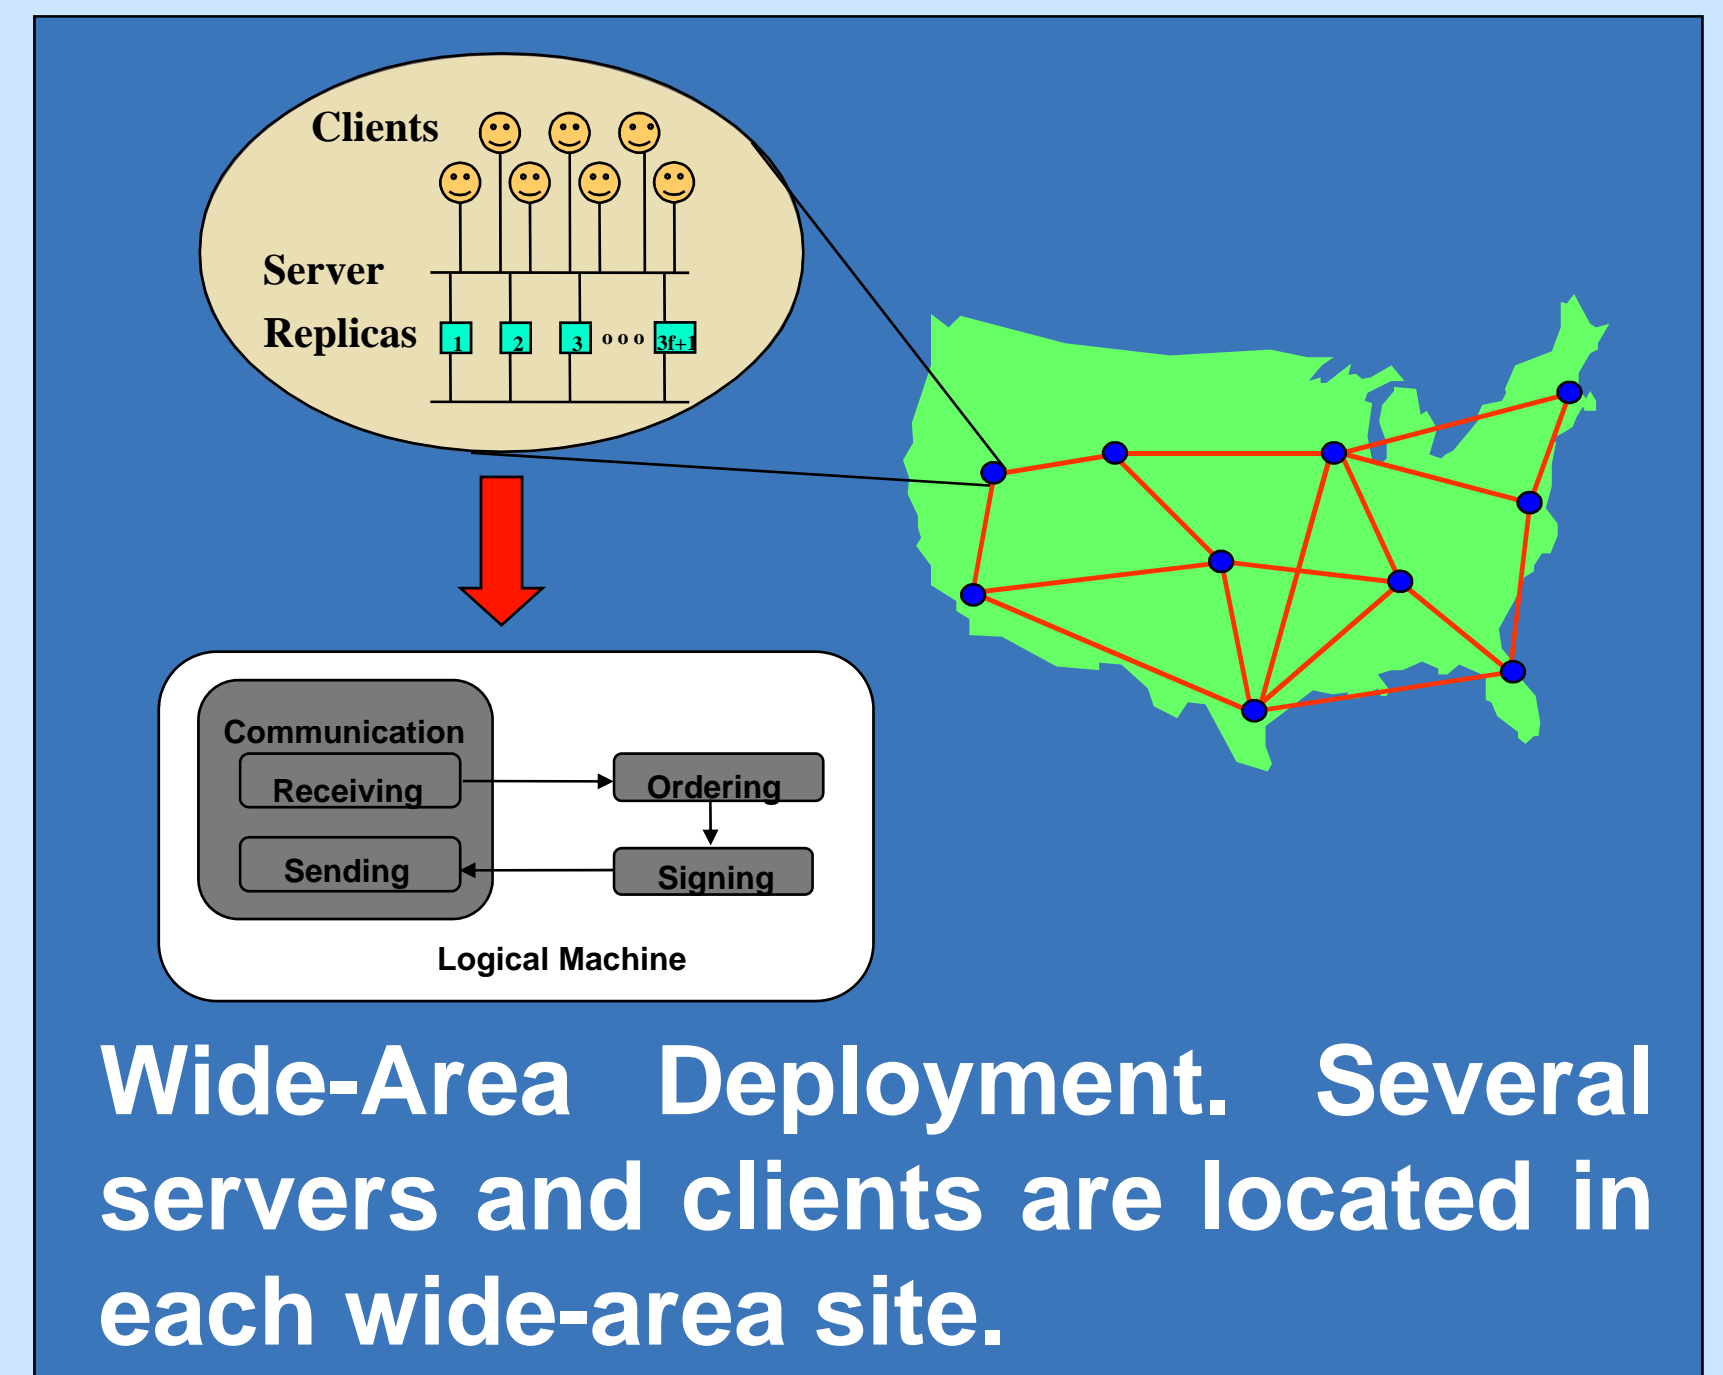 Clients
Server
Replicas
1 2 3 o o o 3f+1
Communication
Receiving
Ordering
Sending
Signing
Logical Machine
Wide-Area Deployment. Several
servers and clients are located in
each wide-area site.